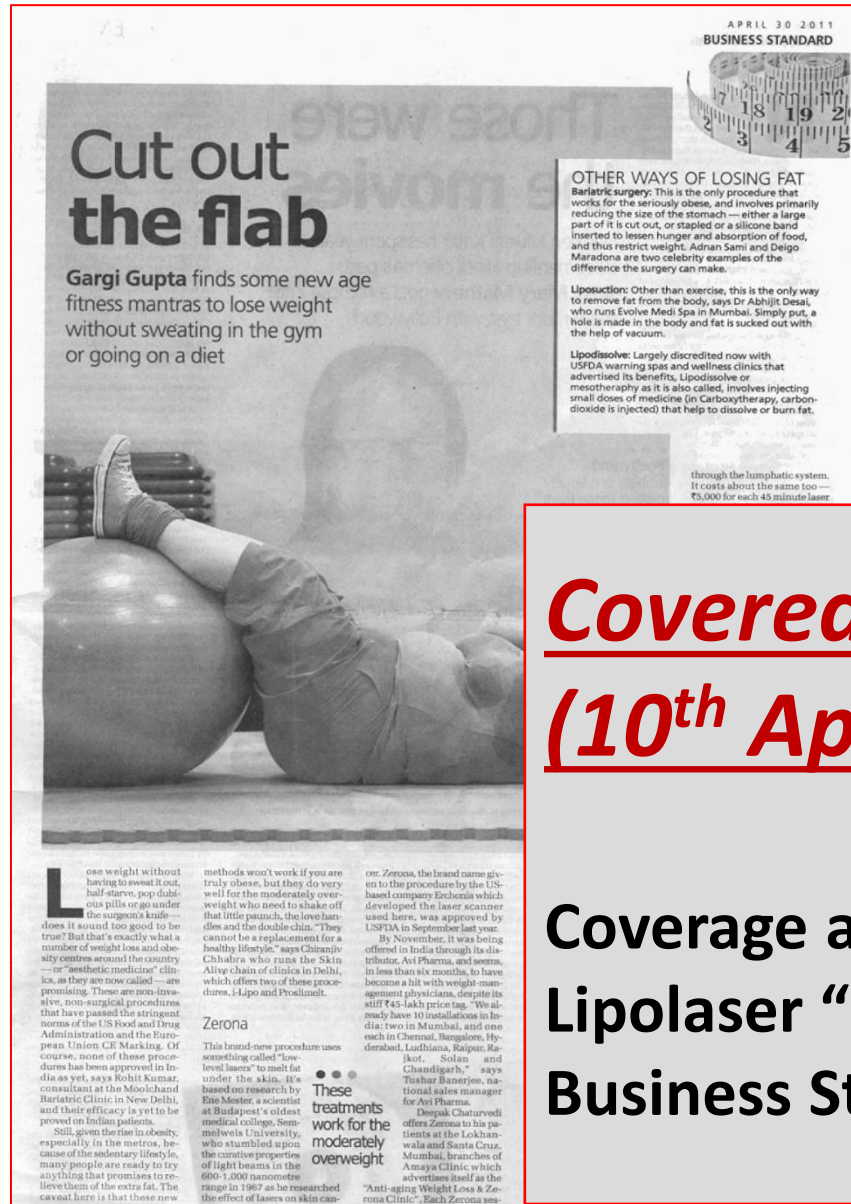 APRIL 30 2011
BUSINESS STANDARD
Cut out
the flab
Gargi Gupta finds some new age
fitness mantras to lose weight
without sweating in the gym
or going on a diet
OTHER WAYS OF LOSING FAT
Bariatric surgery: This is the only procedure that
works for the seriously obese, and involves primarily
reducing the size of the stomach — either a large
part of it is cut out, or stapled or a silicone band
inserted to lessen hunger and absorption of food,
and thus restrict weight. Adnan Sami and Deigo
Maradona are two celebrity examples of the
difference the surgery can make.
Liposuction: Other than exercise, this is the only way
to remove fat from the body, says Dr Abhijit Desai,
who runs Evolve Medi Spa in Mumbai. Simply put, a
hole is made in the body and fat is sucked out with
the help of vacuum.
Lipodissolve: Largely discredited now with
USFDA warning spas and wellness clinics that
advertised its benefits, Lipodissolve or
mesotheraphy as it is also called, involves injecting
small doses of medicine (in Carboxytherapy, carbon-
dioxide is injected) that help to dissolve or burn fat.
through the lumphatic system.
It costs about the same too —
₹5,000 for each 45 minute laser
Lose weight without
having to sweat it out,
half-starve, pop dubi-
ous pills or go under
the surgeon's knife —
does it sound too good to be
true? But that's exactly what a
number of weight loss and obe-
sity centres around the country
— or "aesthetic medicine" clin-
ics, as they are now called — are
promising. These are non-inva-
sive, non-surgical procedures
that have passed the stringent
norms of the US Food and Drug
Administration and the Euro-
pean Union CE Marking. Of
course, none of these proce-
dures has been approved in In-
dia as yet, says Rohit Kumar,
consultant at the Moolchand
Bariatric Clinic in New Delhi,
and their efficacy is yet to be
proved on Indian patients.
Still, given the rise in obesity,
especially in the metros, be-
cause of the sedentary lifestyle,
many people are ready to try
anything that promises to re-
lieve them of the extra fat. The
caveat here is that these new
methods won't work if you are
truly obese, but they do very
well for the moderately over-
weight who need to shake off
that little paunch, the love han-
dles and the double chin. "They
cannot be a replacement for a
healthy lifestyle," says Chiranjiv
Chhabra who runs the Skin
Alive chain of clinics in Delhi,
which offers two of these proce-
dures, i-Lipo and Proslimelt.
Zerona
This brand-new procedure uses
something called "low-
level lasers" to melt fat
under the skin. It's
based on research by
Ene Mester, a scientist
at Budapest's oldest
medical college, Sem-
melweis University,
who stumbled upon
the curative properties
of light beams in the
600-1,000 nanometre
range in 1967 as he researched
the effect of lasers on skin can-
These
treatments
work for the
moderately
overweight
cer. Zerona, the brand name giv-
en to the procedure by the US-
based company Erchonia which
developed the laser scanner
used here, was approved by
USFDA in September last year.
By November, it was being
offered in India through its dis-
tributor, Avi Pharma, and seems,
in less than six months, to have
become a hit with weight-man-
agement physicians, despite its
stiff ₹45-lakh price tag. "We al-
ready have 10 installations in In-
dia: two in Mumbai, and one
each in Chennai, Bangalore, Hy-
derabad, Ludhiana, Raipur, Ra-
jkot, Solan and
Chandigarh," says
Tushar Banerjee, na-
tional sales manager
for Avi Pharma.
Deepak Chaturvedi
offers Zerona to his pa-
tients at the Lokhan-
wala and Santa Cruz,
Mumbai, branches of
Amaya Clinic which
advertises itself as the
"Anti-aging Weight Loss & Ze-
rona Clinic". Each Zerona ses-
Covered
(10th Ap
Coverage a
Lipolaser "
Business St